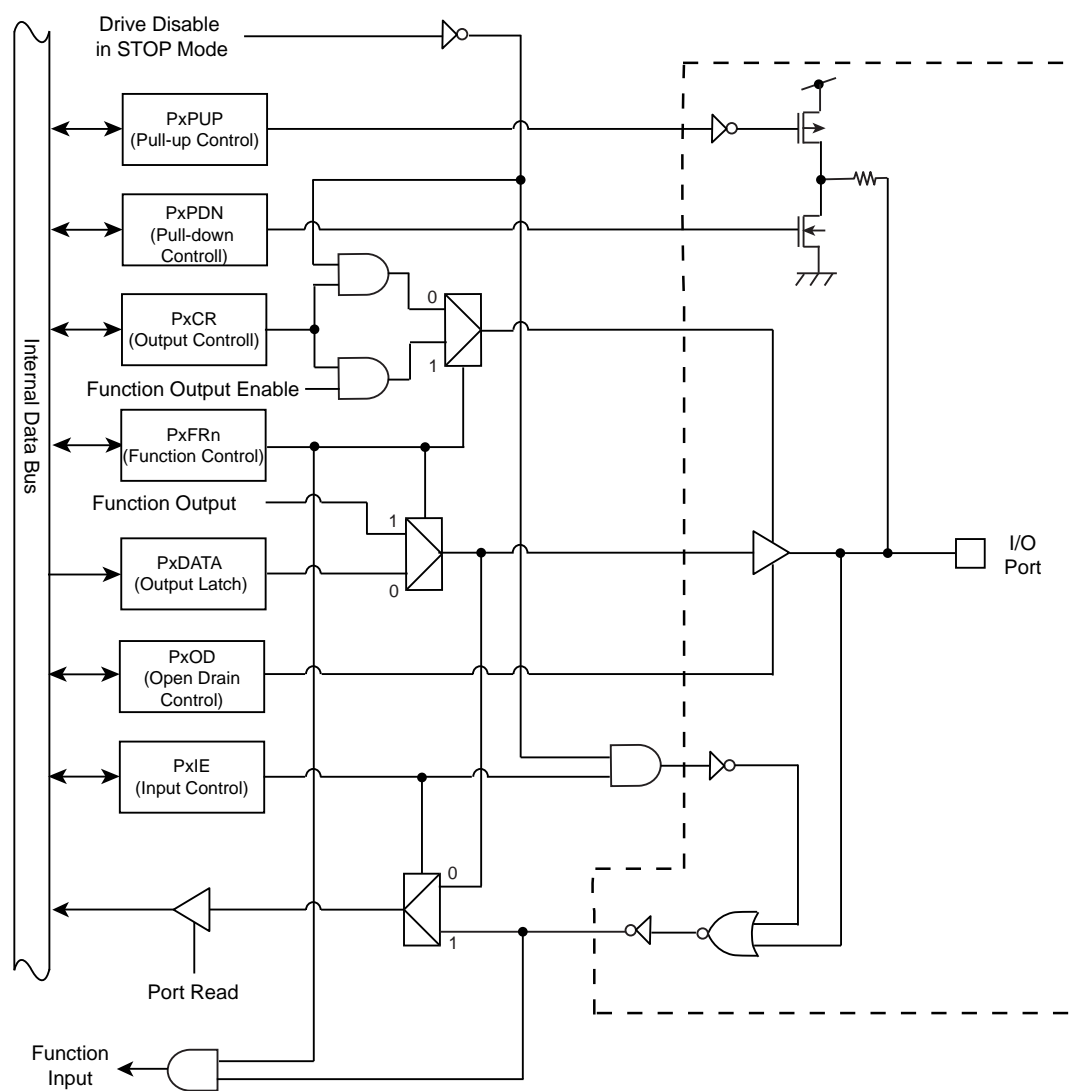 Drive Disable
in STOP Mode
PxPUP
(Pull-up Control)
PxPDN
(Pull-down
Controll)
PxCR
(Output Controll)
0
1
Function Output Enable
Internal Data Bus
PxFRn
(Function Control)
Function Output
1
0
PxDATA
(Output Latch)
I/O
Port
PxOD
(Open Drain
Control)
PxIE
(Input Control)
0
1
Port Read
Function
Input